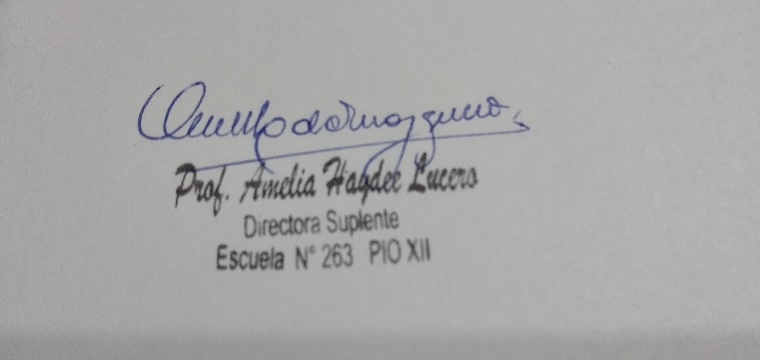 Prof. Amelia Haydee Lucero
Directora Suplente
Escuela N° 263 PIO XII